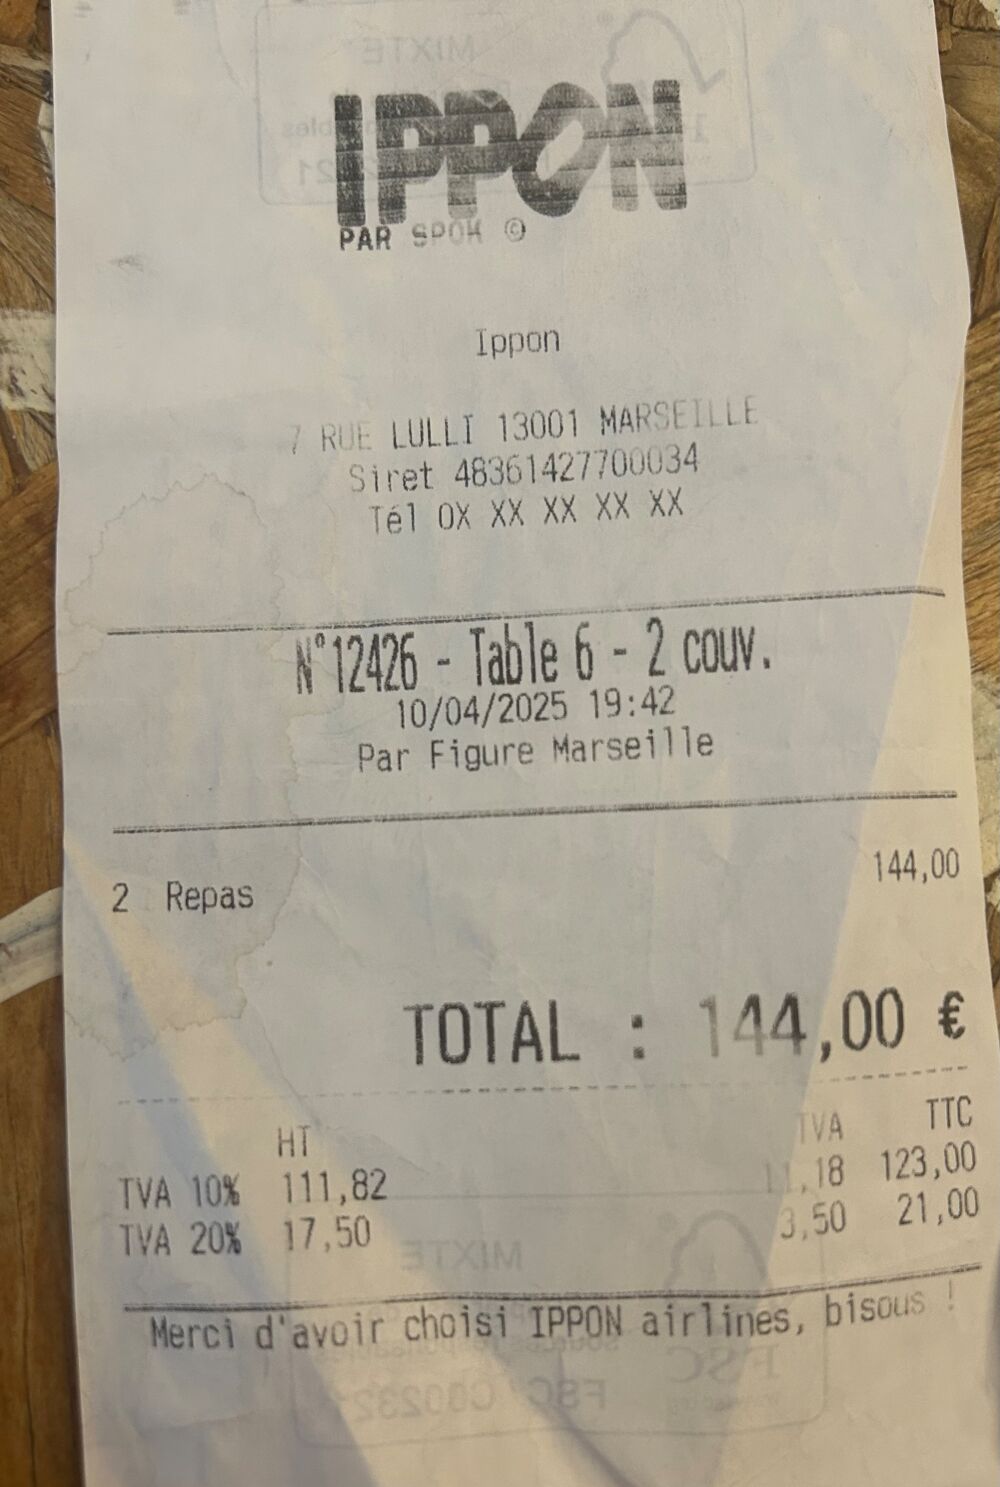 IPPON
PAR SPOK ©
Ippon
7 RUE LULLI 13001 MARSEILLE
Siret 48361427700034
Tél 0X XX XX XX XX
N°12426 - Table 6 - 2 couv.
10/04/2025 19:42
Par Figure Marseille
2 Repas 144,00
TOTAL : 144,00 €
HT TVA TTC
TVA 10% 111,82 11,18 123,00
TVA 20% 17,50 3,50 21,00
Merci d'avoir choisi IPPON airlines, bisous !
MIXTE
FSC